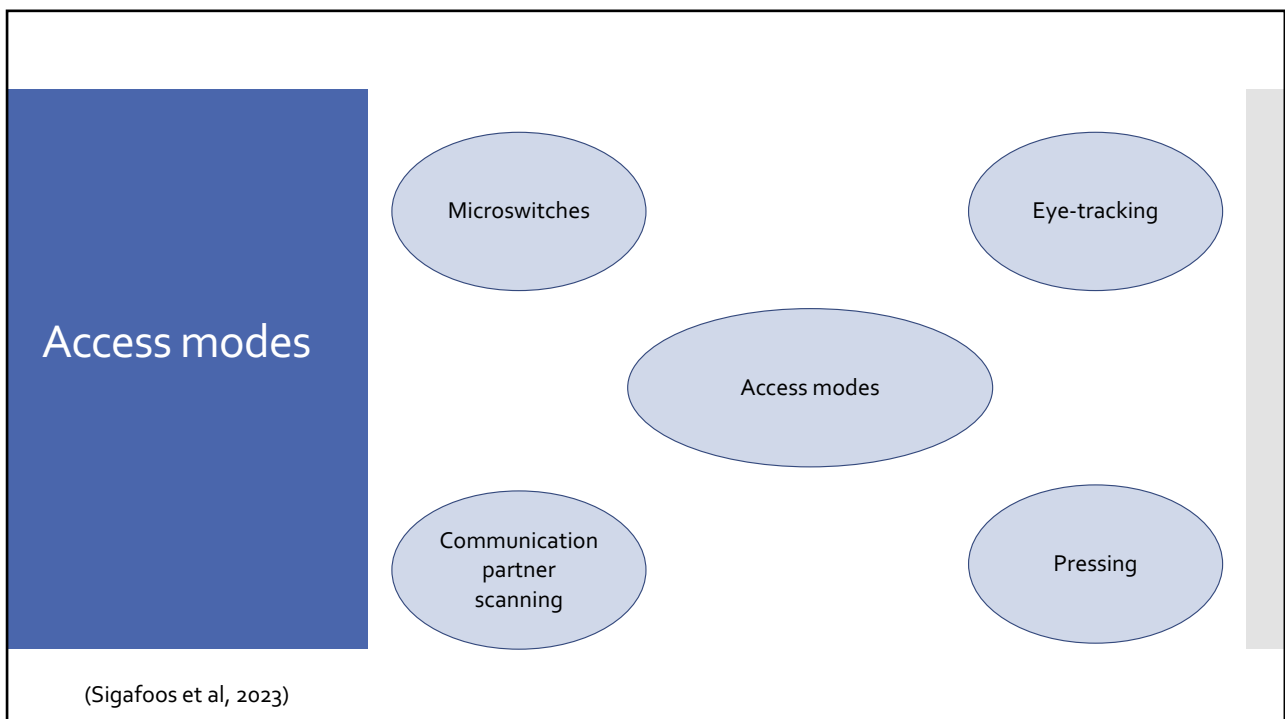 Access modes
Microswitches
Eye-tracking
Access modes
Communication
partner
scanning
Pressing
(Sigafoos et al, 2023)